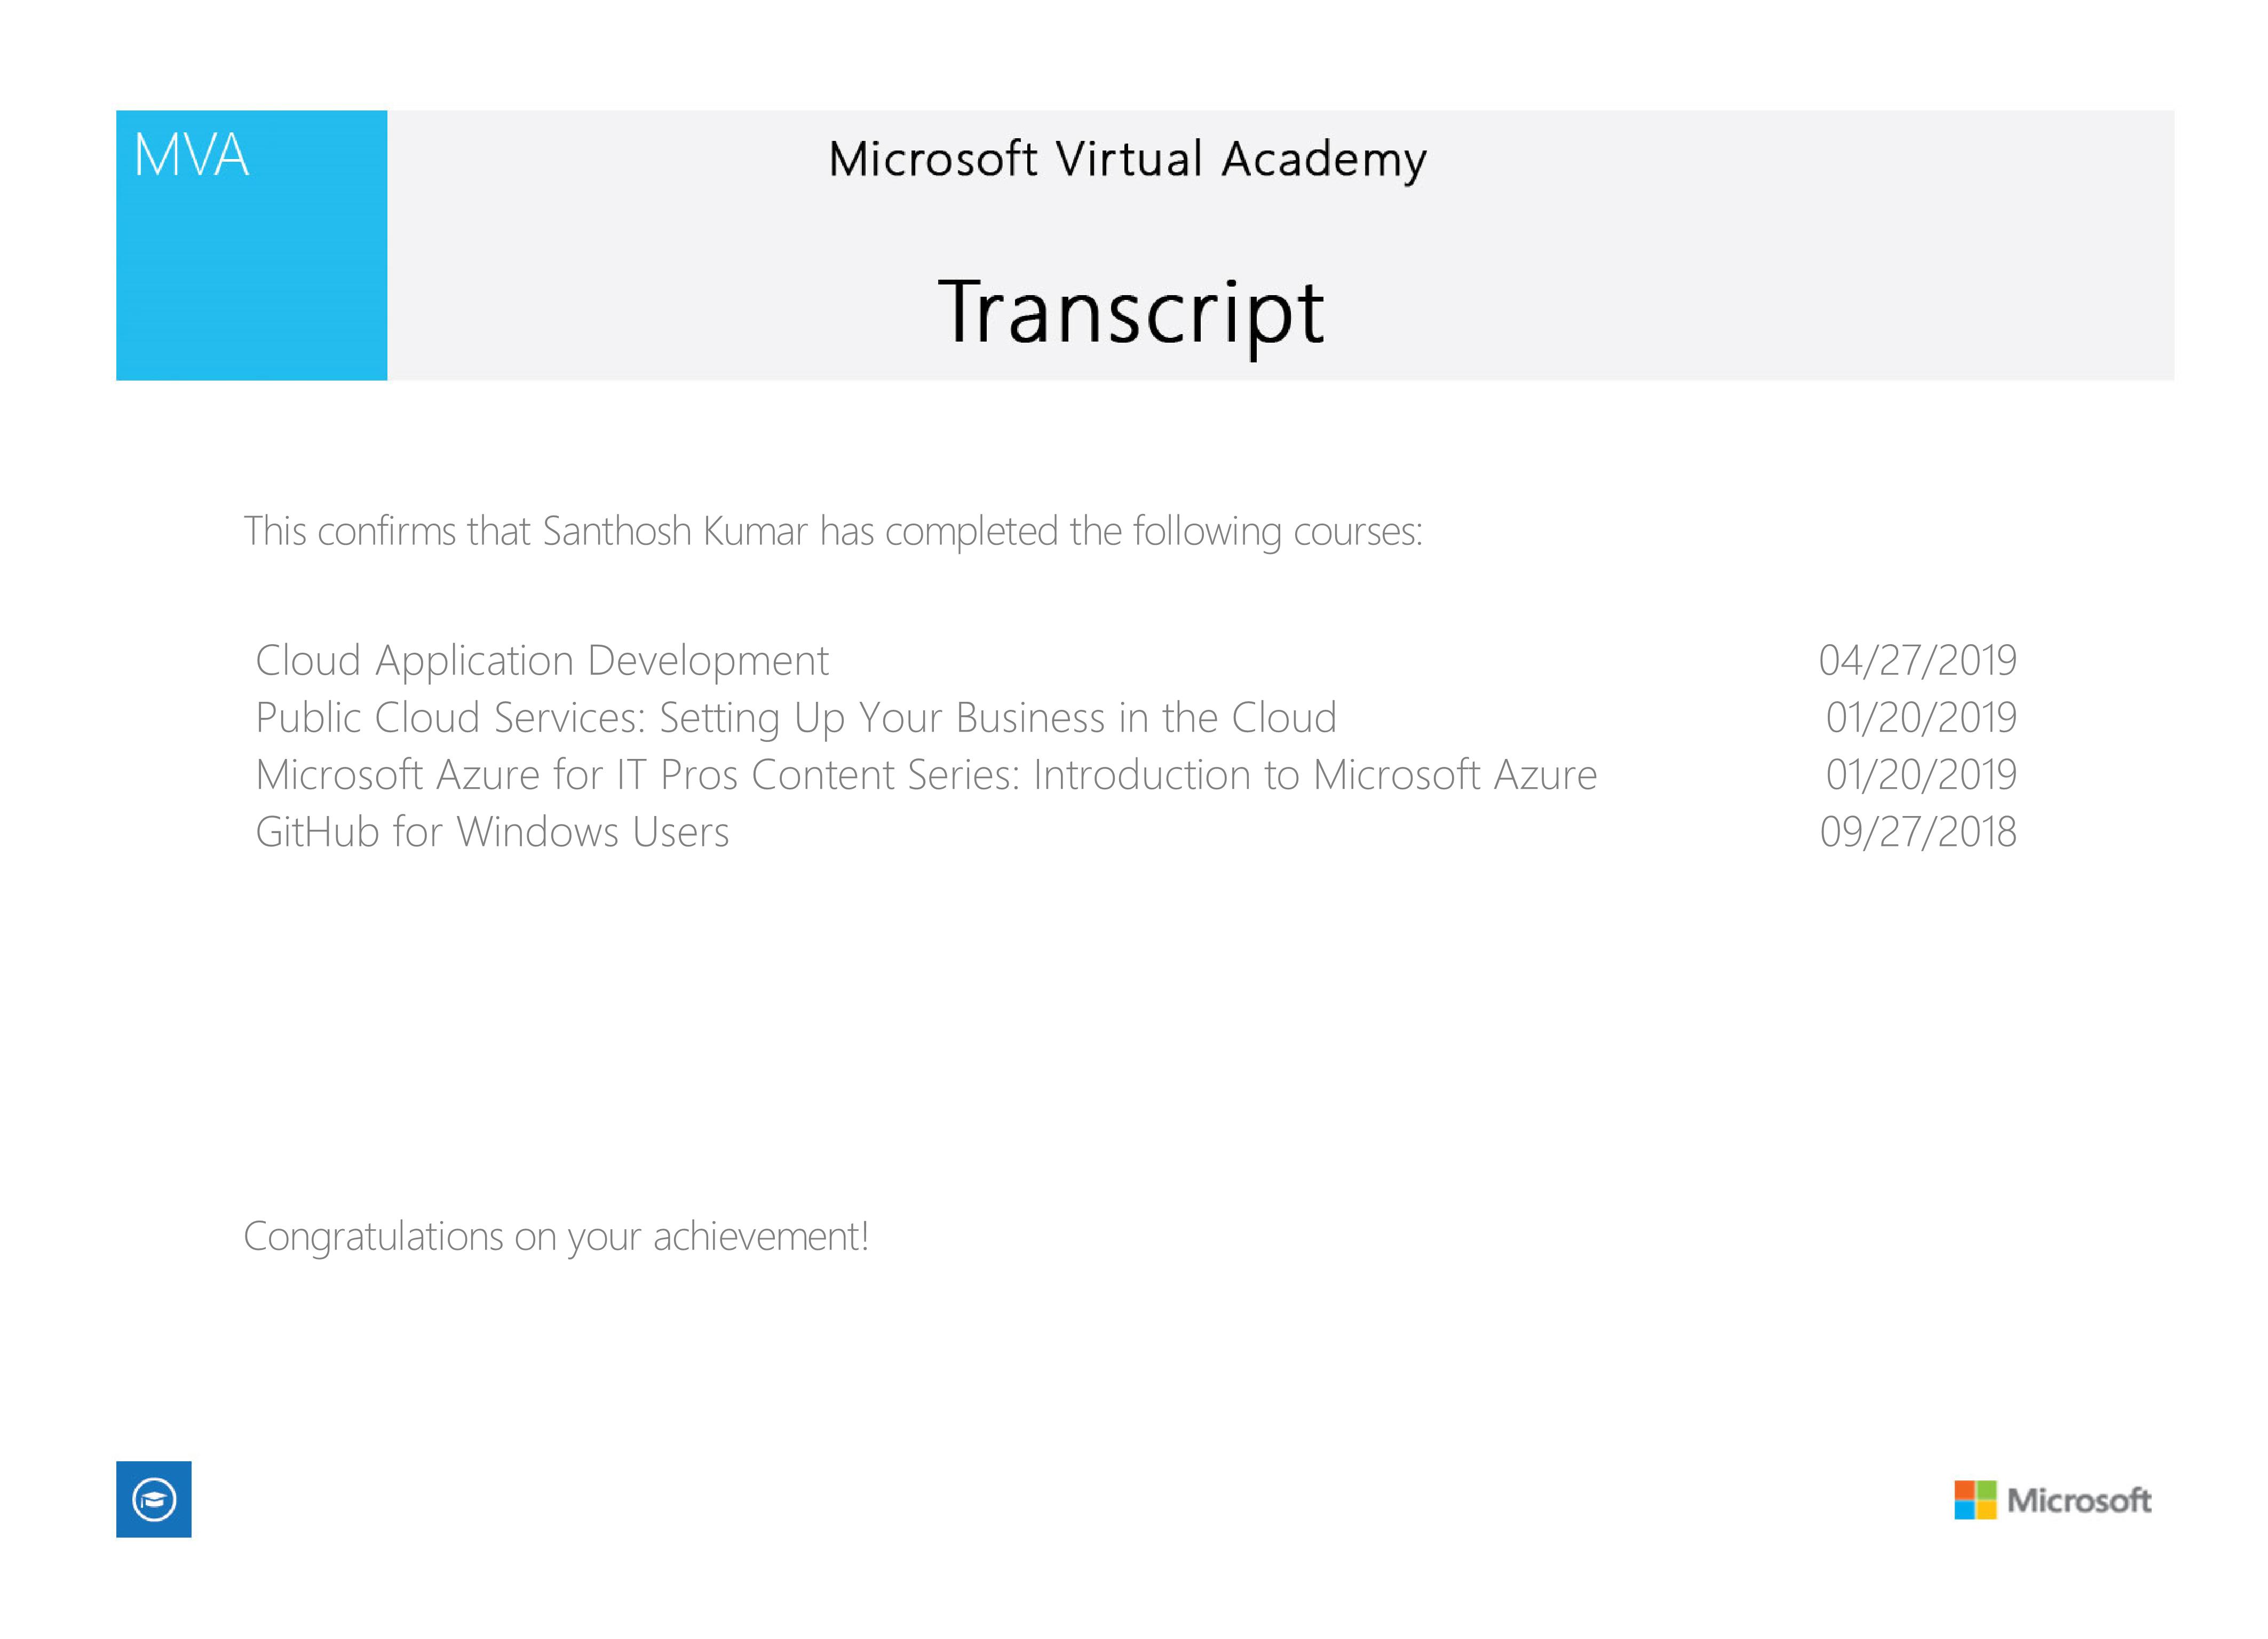 MVA
Microsoft Virtual Academy
Transcript
This confirms that Santhosh Kumar has completed the following courses:
Cloud Application Development 04/27/2019
Public Cloud Services: Setting Up Your Business in the Cloud 01/20/2019
Microsoft Azure for IT Pros Content Series: Introduction to Microsoft Azure 01/20/2019
GitHub for Windows Users 09/27/2018
Congratulations on your achievement!
Microsoft